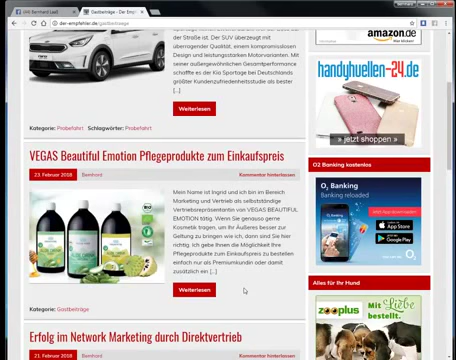 DHS Bernhard Laaß
Gastbeiträge - Der Emp
der-empfehler.de/gastbeitraege
der Straße ist. Der SUV überzeugt mit
überragender Qualität, einem kompromisslosen
Design und leistungsstarken Motorvarianten. Mit
seiner außergewöhnlichen Gesamtperformance
schaffte es der Kia Sportage bei Deutschlands
größter Kundenzufriedenheitsstudie als bester
[...]
Weiterlesen
Kategorie: Probefahrt Schlagwörter: Probefahrt
VEGAS Beautiful Emotion Pflegeprodukte zum Einkaufspreis
23. Februar 2018 Bernhard Kommentar hinterlassen
Mein Name ist Ingrid und ich bin im Bereich
Marketing und Vertrieb als selbstständige
Vertriebsrepräsentantin von VEGAS BEAUTIFUL
EMOTION tätig. Wenn Sie genauso gerne
Kosmetik tragen, um Ihr Äußeres besser zur
Geltung zu bringen wie ich, dann sind Sie hier
richtig. Ich gebe Ihnen die Möglichkeit Ihre
Pflegeprodukte zum Einkaufspreis zu bestellen
einfach nur als Premiumkundin oder damit
zusätzlich ein [...]
BIO
Weiterlesen
Kategorie: Gastbeiträge
Erfolg im Network Marketing durch Direktvertrieb
21. Februar 2018 Bernhard Kommentar hinterlassen
amazon.de
handyhuellen-24.de
» jetzt shoppen »
O2 Banking kostenlos
O2 Banking
Banking reloaded
App Store
Google Play
O2
Alles für Ihr Hund
zooplus
Mit Liebe
bestellt.